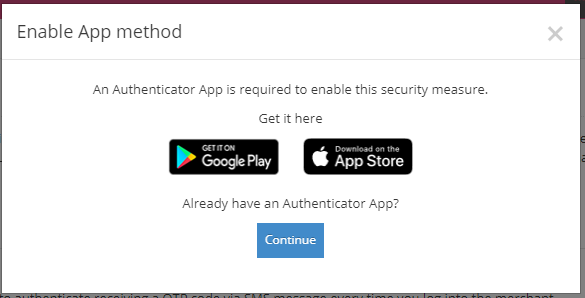 Enable App method
An Authenticator App is required to enable this security measure.
Get it here
GET IT ON
Google Play
Download on the
App Store
Already have an Authenticator App?
Continue
to authenticate receiving a OTP code via SMS message every time you log into the merchant